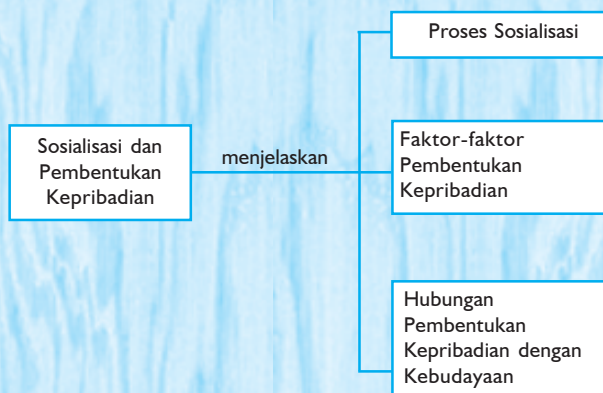 Sosialisasi dan
Pembentukan
Kepribadian
menjelaskan
Proses Sosialisasi
Faktor-faktor
Pembentukan
Kepribadian
Hubungan
Pembentukan
Kepribadian dengan
Kebudayaan